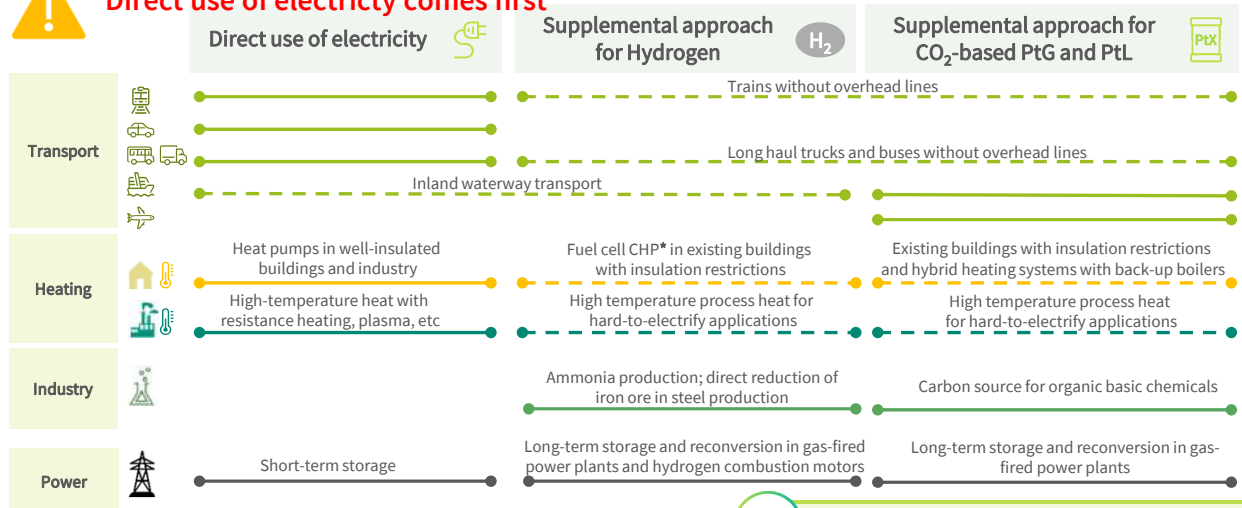 Direct use of electricty comes first
Direct use of electricity
Supplemental approach
for Hydrogen
H₂
Supplemental approach for
CO₂-based PtG and PtL
PtX
Transport
Trains without overhead lines
Long haul trucks and buses without overhead lines
Inland waterway transport
Heating
Heat pumps in well-insulated
buildings and industry
Fuel cell CHP* in existing buildings
with insulation restrictions
Existing buildings with insulation restrictions
and hybrid heating systems with back-up boilers
High-temperature heat with
resistance heating, plasma, etc
High temperature process heat for
hard-to-electrify applications
High temperature process heat
for hard-to-electrify applications
Industry
Ammonia production; direct reduction of
iron ore in steel production
Carbon source for organic basic chemicals
Power
Short-term storage
Long-term storage and reconversion in gas-fired
power plants and hydrogen combustion motors
Long-term storage and reconversion in gas-
fired power plants